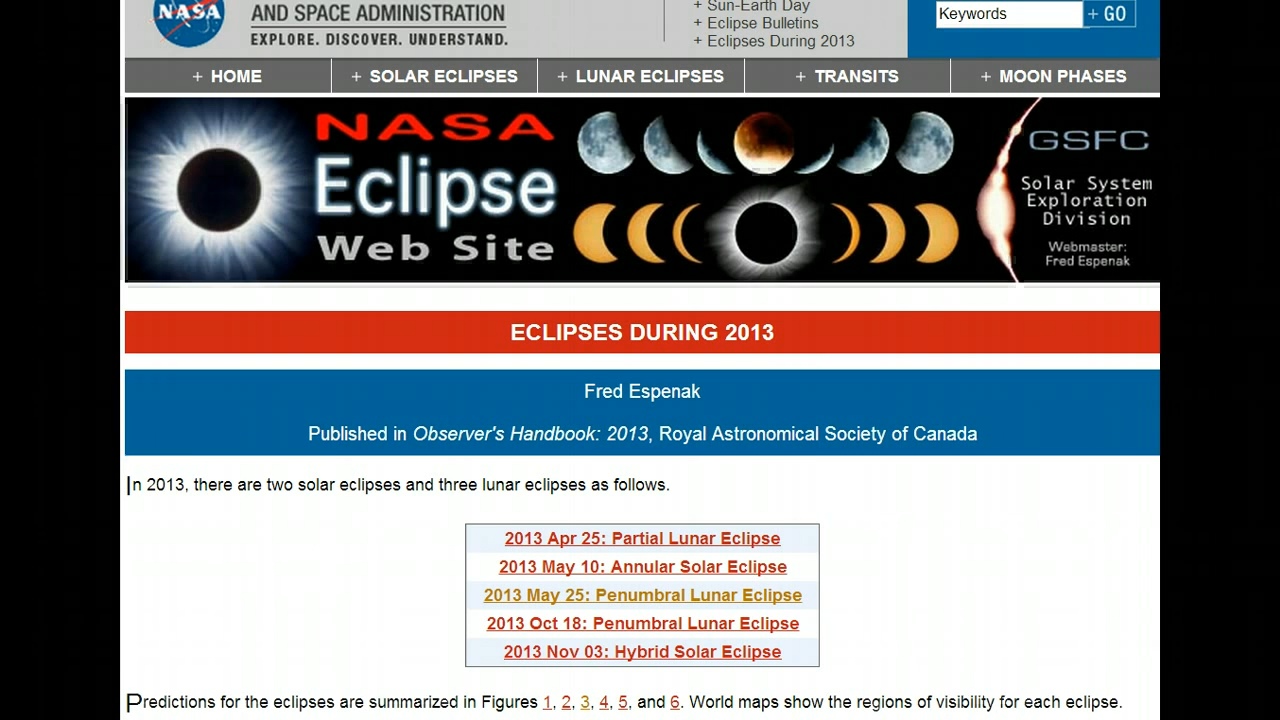 NASA
AND SPACE ADMINISTRATION
EXPLORE. DISCOVER. UNDERSTAND.
+ Sun-Earth Day
+ Eclipse Bulletins
+ Eclipses During 2013
Keywords
+ GO
+ HOME
+ SOLAR ECLIPSES
+ LUNAR ECLIPSES
+ TRANSITS
+ MOON PHASES
NASA
Eclipse
Web Site
GSFC
Solar System
Exploration
Division
Webmaster:
Fred Espenak
ECLIPSES DURING 2013
Fred Espenak
Published in Observer's Handbook: 2013, Royal Astronomical Society of Canada
In 2013, there are two solar eclipses and three lunar eclipses as follows.
2013 Apr 25: Partial Lunar Eclipse
2013 May 10: Annular Solar Eclipse
2013 May 25: Penumbral Lunar Eclipse
2013 Oct 18: Penumbral Lunar Eclipse
2013 Nov 03: Hybrid Solar Eclipse
Predictions for the eclipses are summarized in Figures 1, 2, 3, 4, 5, and 6. World maps show the regions of visibility for each eclipse.